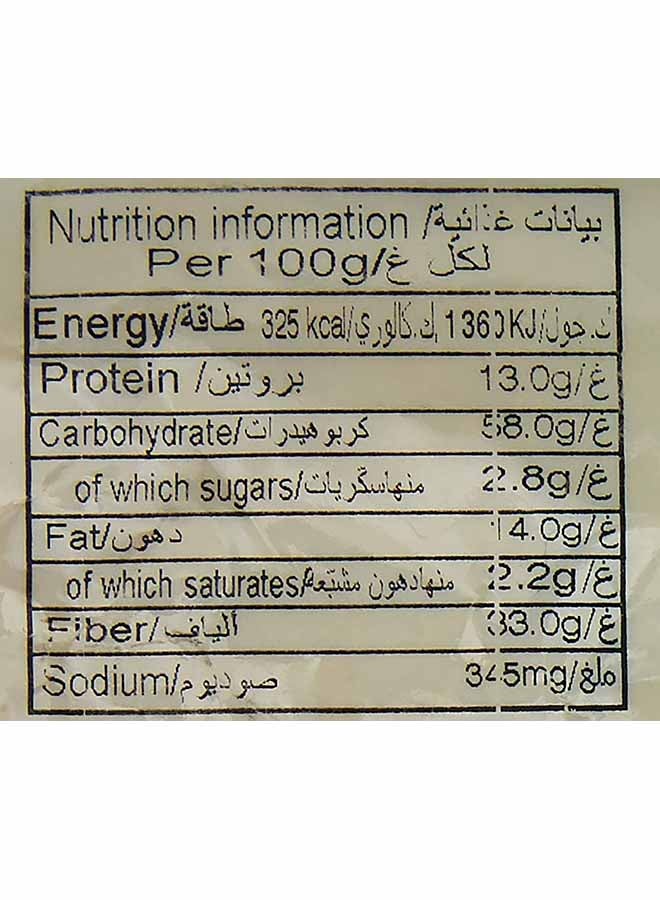 Nutrition information / بيانات غذائية
Per 100g/ لكل غ
Energy/طاقة 325 kcal/ك.كالوري, 1360KJ/ك.جول
Protein /بروتين 13.0g/غ
Carbohydrate/كربوهيدرات 58.0g/غ
of which sugars/منهاسكريات 2.8g/غ
Fat/دهون 14.0g/غ
of which saturates/منهادهون مشبّعة 2.2g/غ
Fiber/ألياف 33.0g/غ
Sodium/صوديوم 345mg/ملغ